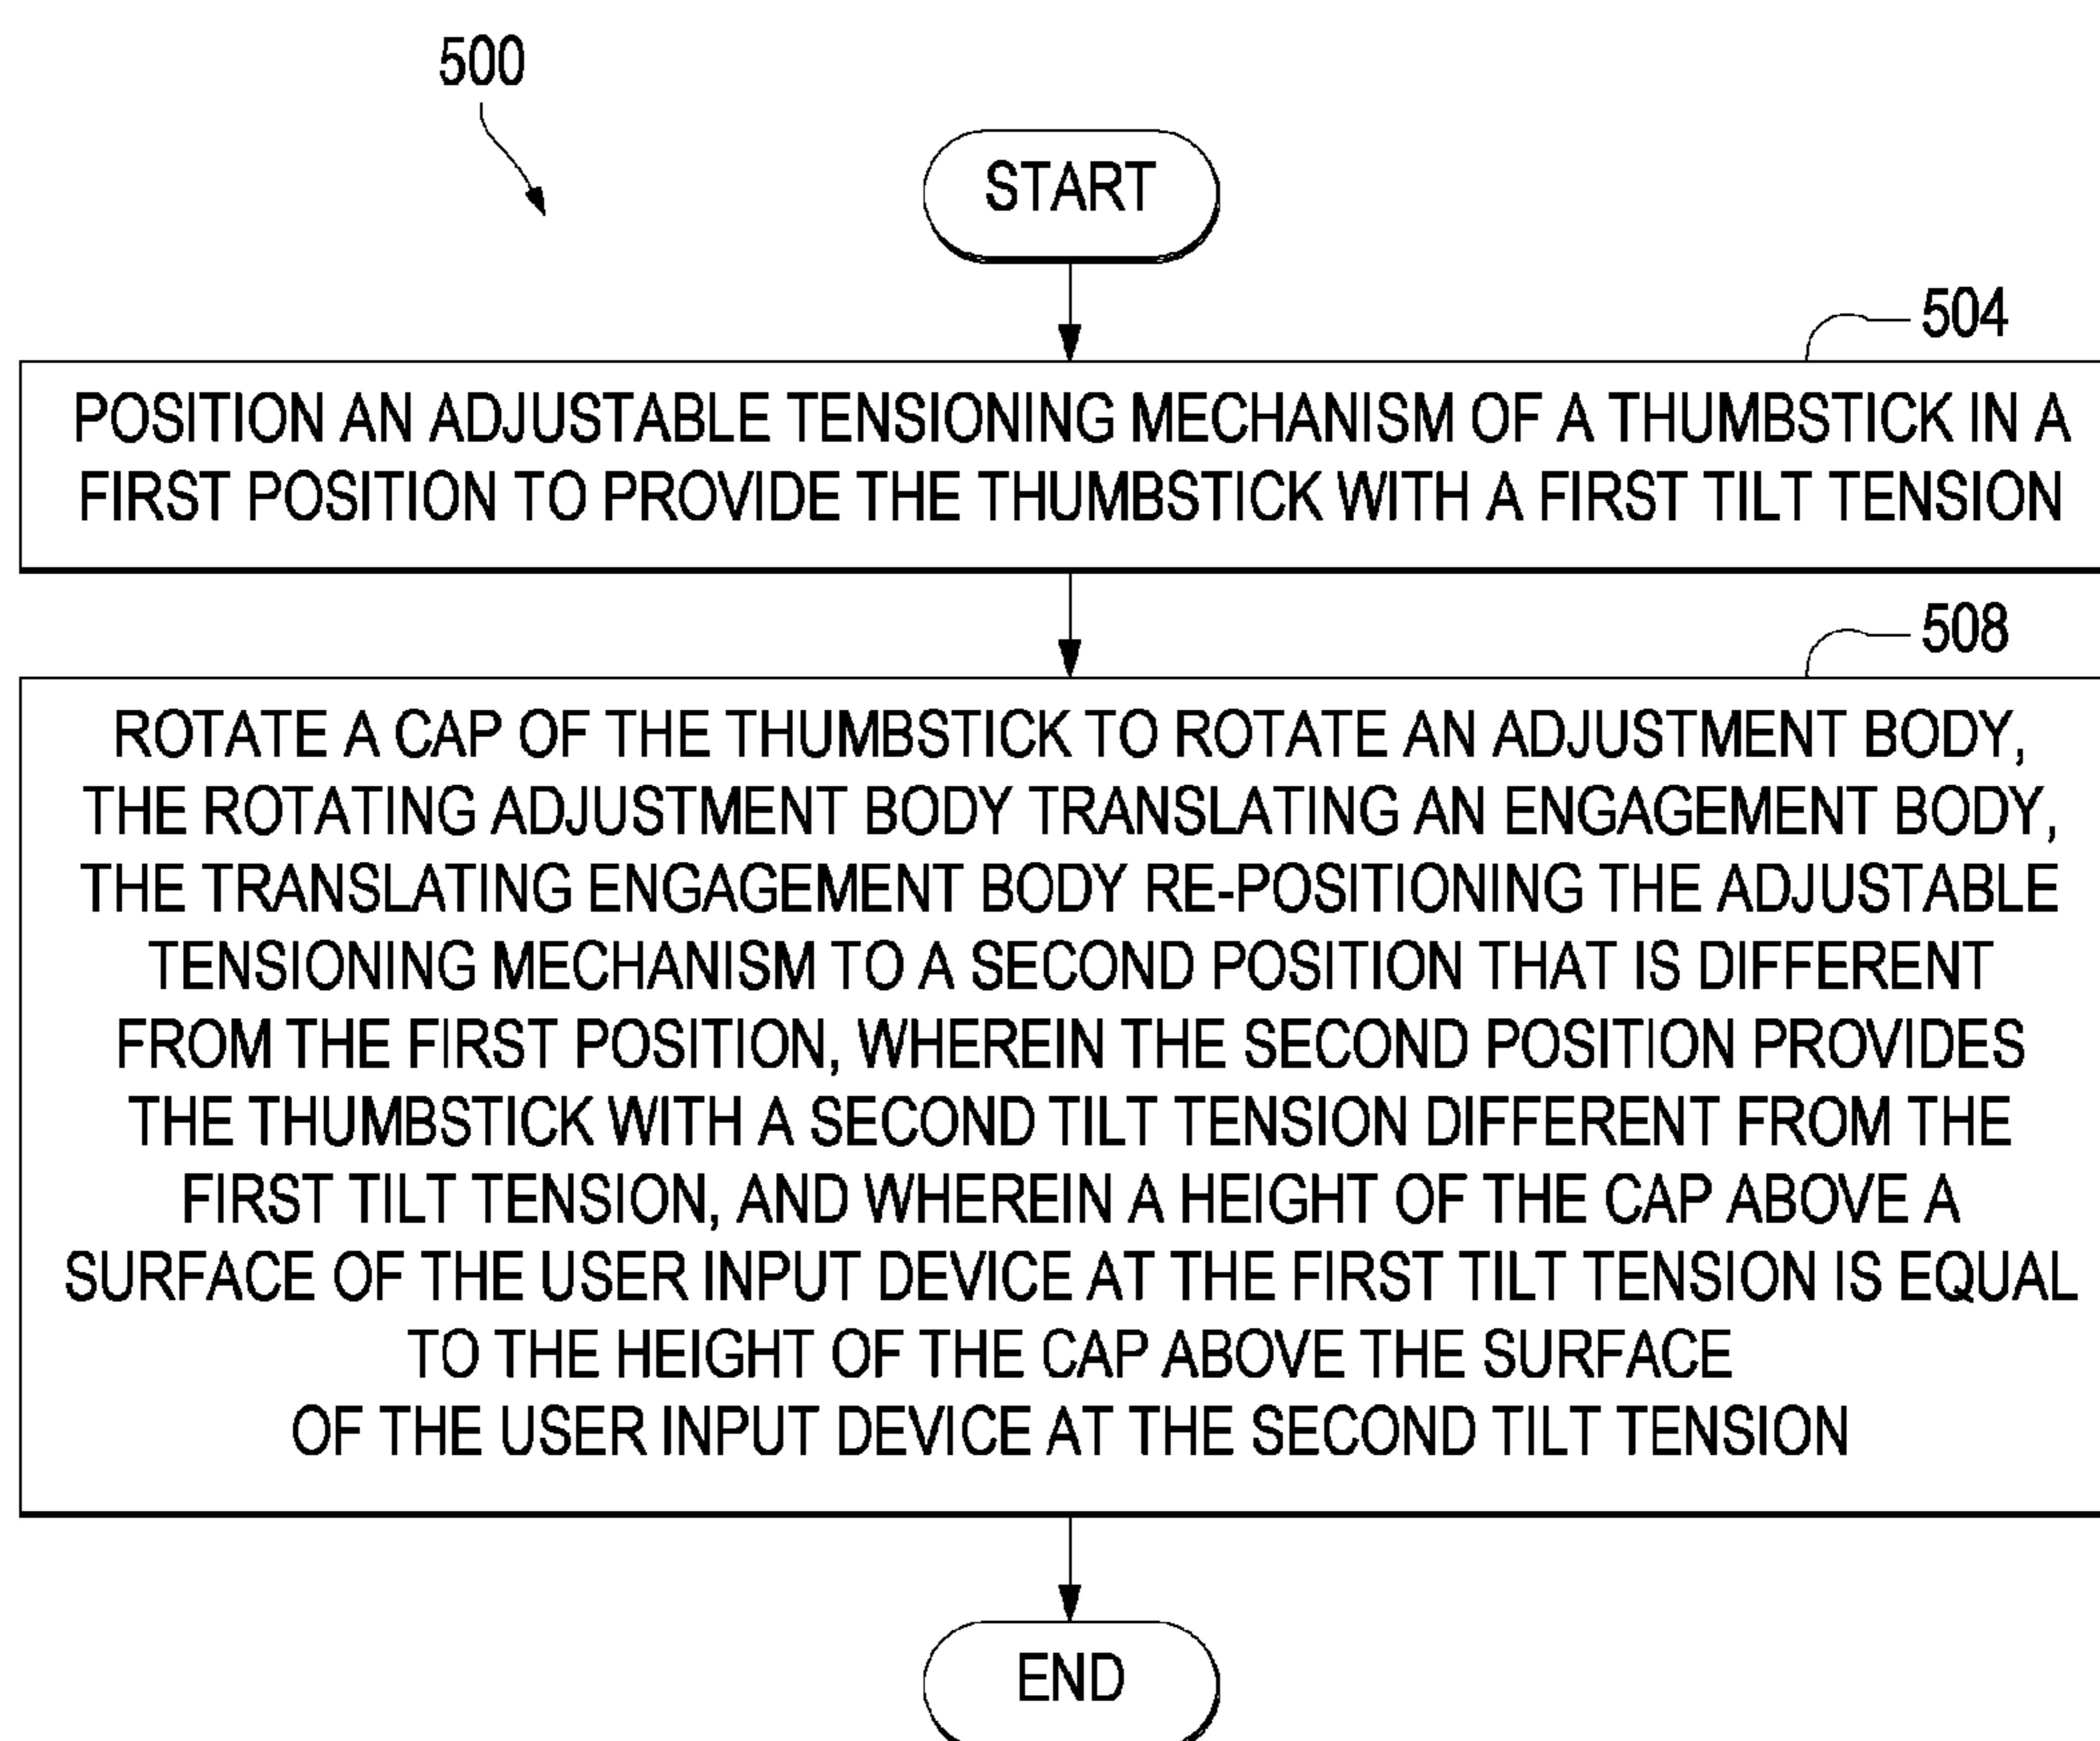 500
START
504
POSITION AN ADJUSTABLE TENSIONING MECHANISM OF A THUMBSTICK IN A
FIRST POSITION TO PROVIDE THE THUMBSTICK WITH A FIRST TILT TENSION
508
ROTATE A CAP OF THE THUMBSTICK TO ROTATE AN ADJUSTMENT BODY,
THE ROTATING ADJUSTMENT BODY TRANSLATING AN ENGAGEMENT BODY,
THE TRANSLATING ENGAGEMENT BODY RE-POSITIONING THE ADJUSTABLE
TENSIONING MECHANISM TO A SECOND POSITION THAT IS DIFFERENT
FROM THE FIRST POSITION, WHEREIN THE SECOND POSITION PROVIDES
THE THUMBSTICK WITH A SECOND TILT TENSION DIFFERENT FROM THE
FIRST TILT TENSION, AND WHEREIN A HEIGHT OF THE CAP ABOVE A
SURFACE OF THE USER INPUT DEVICE AT THE FIRST TILT TENSION IS EQUAL
TO THE HEIGHT OF THE CAP ABOVE THE SURFACE
OF THE USER INPUT DEVICE AT THE SECOND TILT TENSION
END